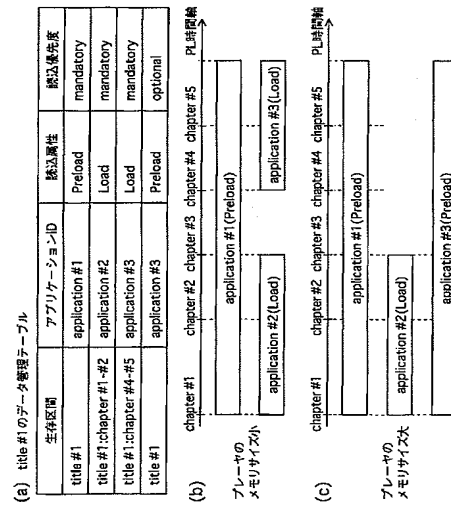 (a) title #1のデータ管理テーブル
生存区間 アプリケーションID 読込属性 読込優先度
title #1 application #1 Preload mandatory
title #1:chapter #1-#2 application #2 Load mandatory
title #1:chapter #4-#5 application #3 Load mandatory
title #1 application #3 Preload optional
(b)
chapter #1 chapter #2 chapter #3 chapter #4 chapter #5 PL時間軸
プレーヤの
メモリサイズ小
application #1(Preload)
application #2(Load) application #3(Load)
(c)
chapter #1 chapter #2 chapter #3 chapter #4 chapter #5 PL時間軸
プレーヤの
メモリサイズ大
application #1(Preload)
application #2(Load)
application #3(Preload)